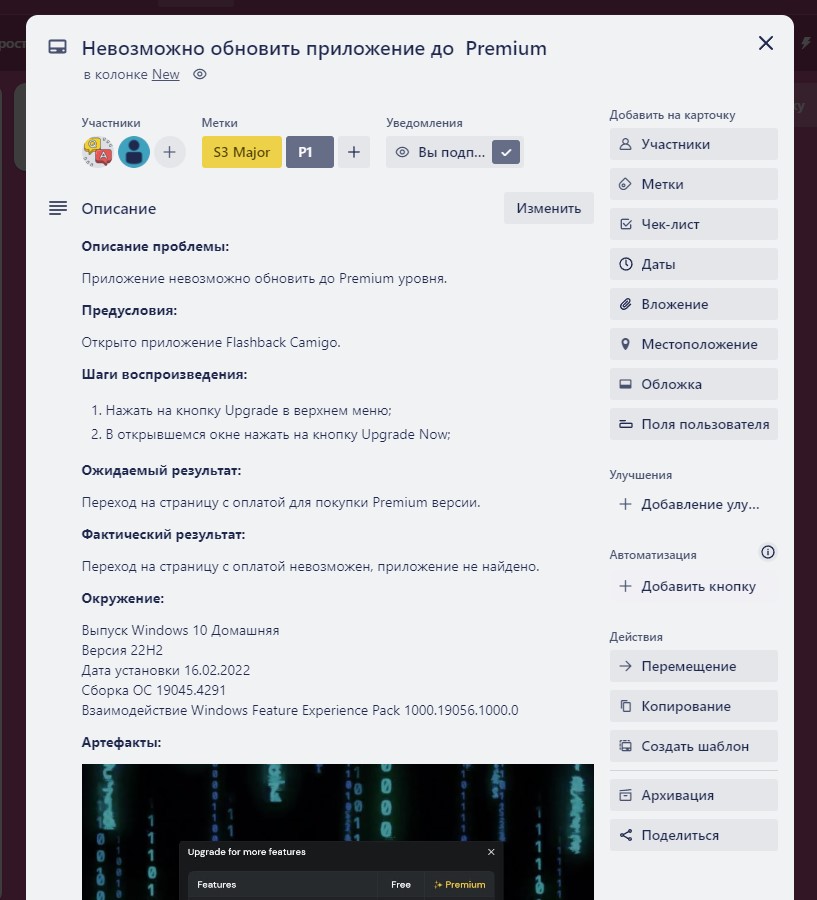 Невозможно обновить приложение до Premium
в колонке New
Участники
Метки
S3 Major
P1
Уведомления
Вы подп...
Описание
Изменить
Описание проблемы:
Приложение невозможно обновить до Premium уровня.
Предусловия:
Открыто приложение Flashback Camigo.
Шаги воспроизведения:
1. Нажать на кнопку Upgrade в верхнем меню;
2. В открывшемся окне нажать на кнопку Upgrade Now;
Ожидаемый результат:
Переход на страницу с оплатой для покупки Premium версии.
Фактический результат:
Переход на страницу с оплатой невозможен, приложение не найдено.
Окружение:
Выпуск Windows 10 Домашняя
Версия 22H2
Дата установки 16.02.2022
Сборка ОС 19045.4291
Взаимодействие Windows Feature Experience Pack 1000.19056.1000.0
Артефакты:
Upgrade for more features
Features Free Premium
Добавить на карточку
Участники
Метки
Чек-лист
Даты
Вложение
Местоположение
Обложка
Поля пользователя
Улучшения
Добавление улу...
Автоматизация
Добавить кнопку
Действия
Перемещение
Копирование
Создать шаблон
Архивация
Поделиться